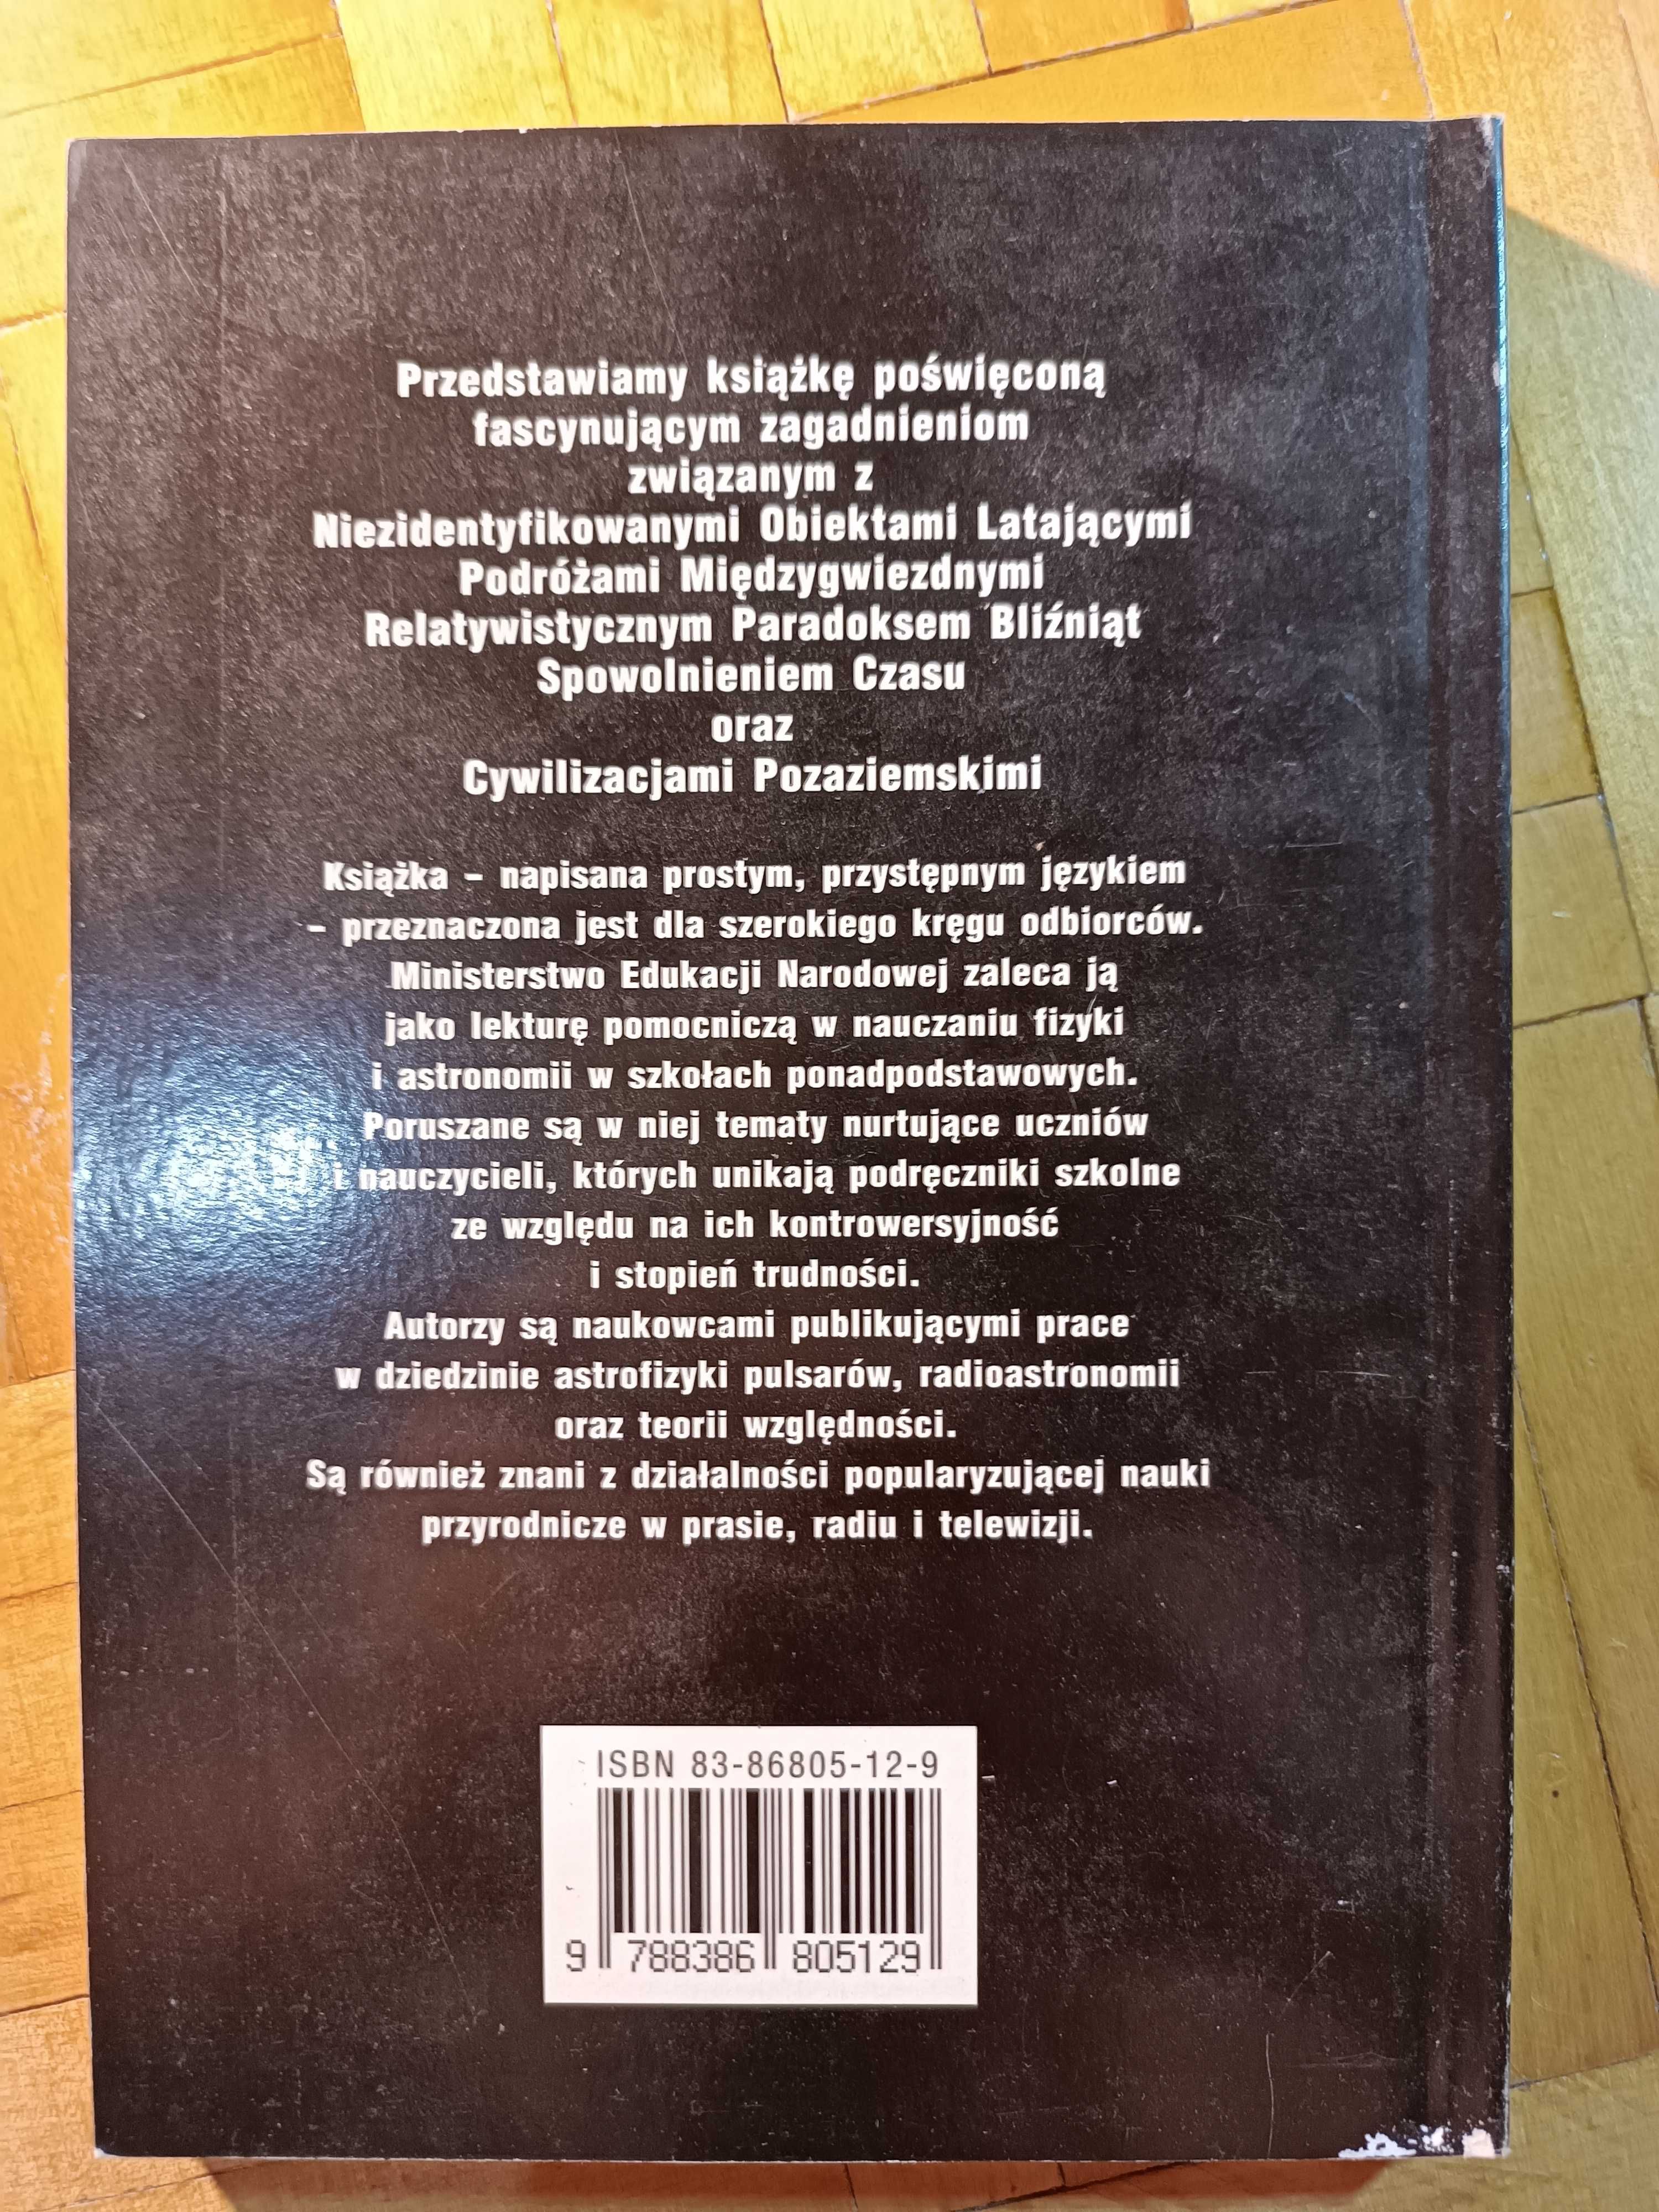 Przedstawiamy książkę poświęconą
fascynującym zagadnieniom
związanym z
Niezidentyfikowanymi Obiektami Latającymi
Podróżami Międzygwiezdnymi
Relatywistycznym Paradoksem Bliźniąt
Spowolnieniem Czasu
oraz
Cywilizacjami Pozaziemskimi
Książka – napisana prostym, przystępnym językiem
– przeznaczona jest dla szerokiego kręgu odbiorców.
Ministerstwo Edukacji Narodowej zaleca ją
jako lekturę pomocniczą w nauczaniu fizyki
i astronomii w szkołach ponadpodstawowych.
Poruszane są w niej tematy nurtujące uczniów
i nauczycieli, których unikają podręczniki szkolne
ze względu na ich kontrowersyjność
i stopień trudności.
Autorzy są naukowcami publikującymi prace
w dziedzinie astrofizyki pulsarów, radioastronomii
oraz teorii względności.
Są również znani z działalności popularyzującej nauki
przyrodnicze w prasie, radiu i telewizji.
ISBN 83-86805-12-9
9 788386 805129